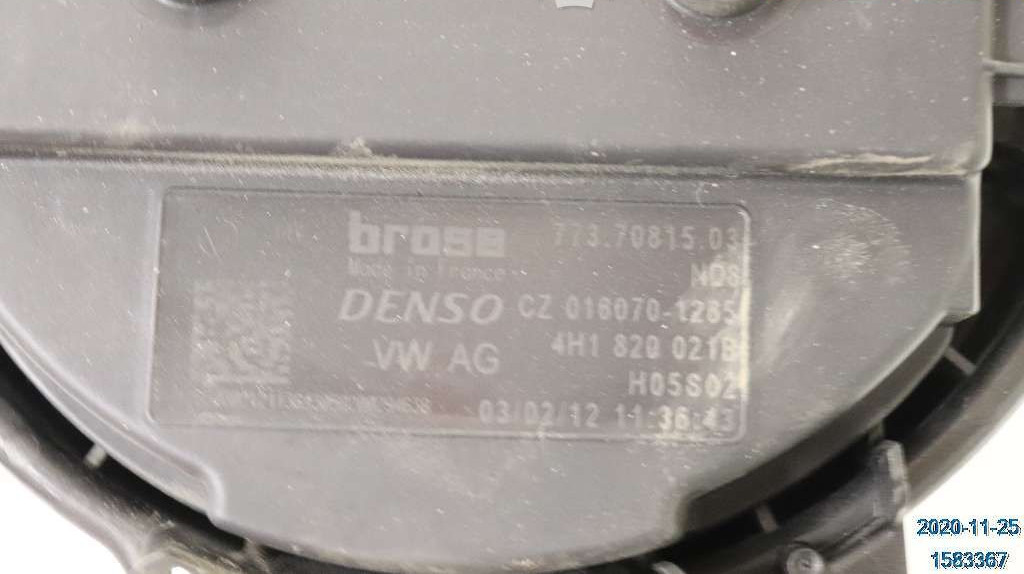 brose 773.70815.03
Made in France ND8
DENSO CZ 016070-1285
VW AG 4H1 820 021B
H05S02
03/02/12 11:36:43
2020-11-25
1583367